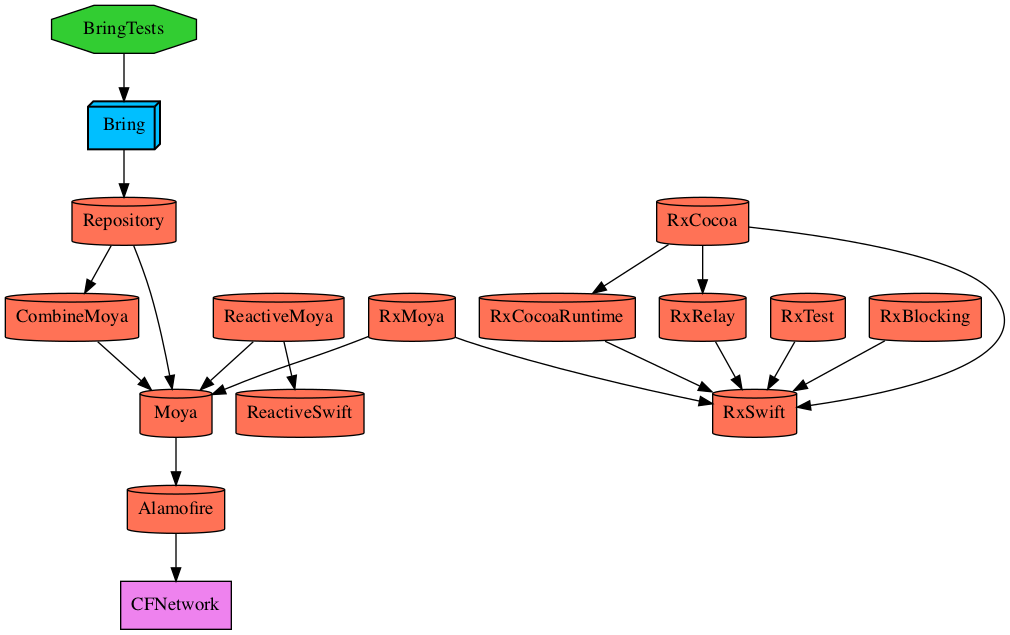 BringTests
Bring
Repository
RxCocoa
CombineMoya
ReactiveMoya
RxMoya
RxCocoaRuntime
RxRelay
RxTest
RxBlocking
Moya
ReactiveSwift
RxSwift
Alamofire
CFNetwork